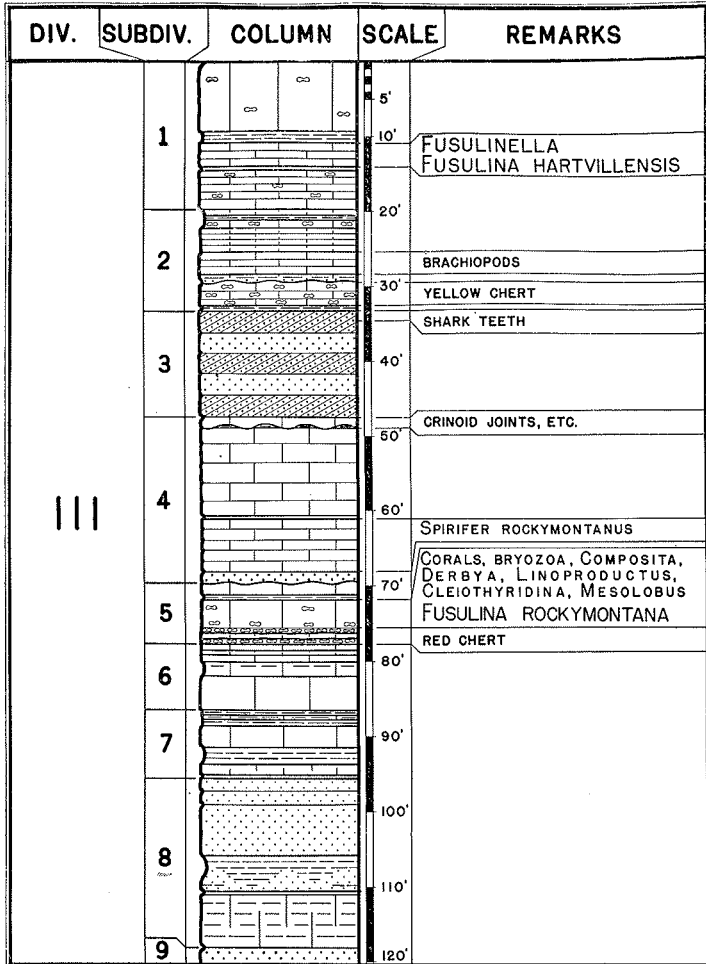 DIV. SUBDIV. COLUMN SCALE REMARKS
5'
1
10'
FUSULINELLA
FUSULINA HARTVILLENSIS
20'
2
BRACHIOPODS
30'
YELLOW CHERT
SHARK TEETH
3
40'
CRINOID JOINTS, ETC.
50'
4
III
60'
SPIRIFER ROCKYMONTANUS
CORALS, BRYOZOA, COMPOSITA,
DERBYA, LINOPRODUCTUS,
CLEIOTHYRIDINA, MESOLOBUS
70'
5
FUSULINA ROCKYMONTANA
RED CHERT
80'
6
90'
7
100'
8
110'
9
120'